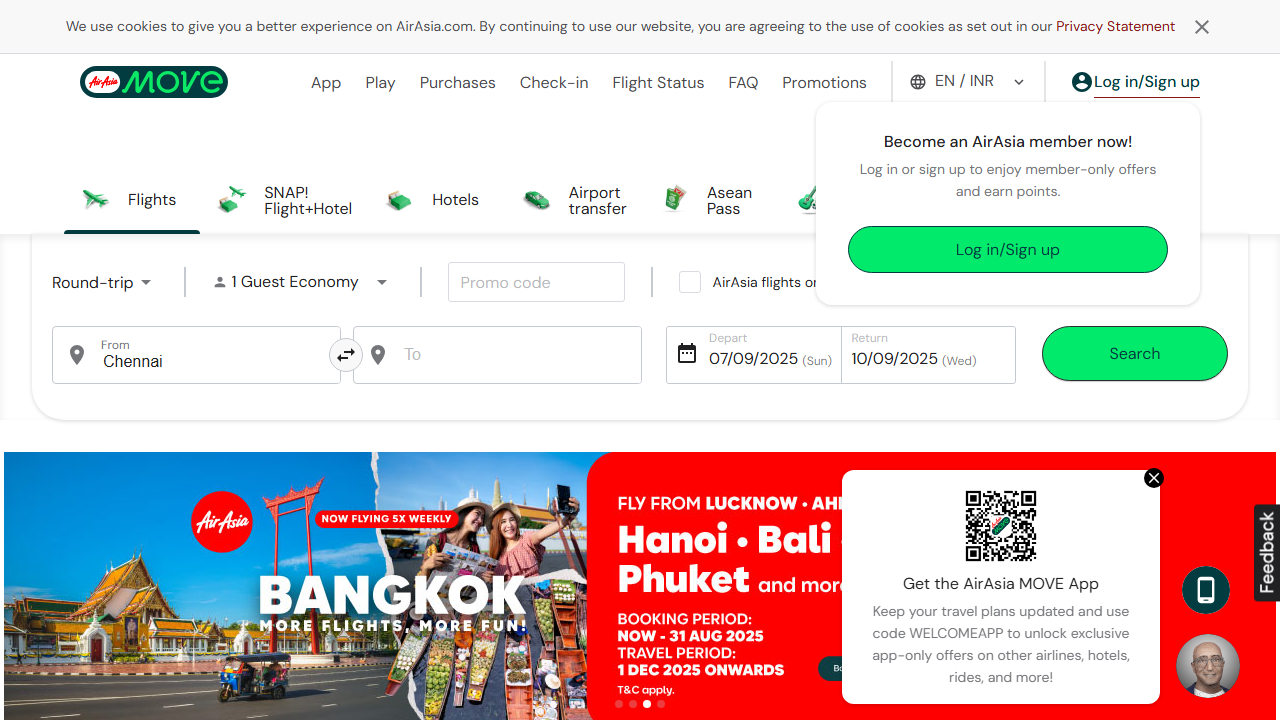 We use cookies to give you a better experience on AirAsia.com. By continuing to use our website, you are agreeing to the use of cookies as set out in our Privacy Statement
AirAsia move
App Play Purchases Check-in Flight Status FAQ Promotions EN / INR Log in/Sign up
Become an AirAsia member now!
Log in or sign up to enjoy member-only offers
and earn points.
Log in/Sign up
Flights
SNAP!
Flight+Hotel
Hotels
Airport
transfer
Asean
Pass
Round-trip 1 Guest Economy Promo code AirAsia flights
From
Chennai
To
Depart
07/09/2025 (Sun)
Return
10/09/2025 (Wed)
Search
AirAsia
NOW FLYING 5X WEEKLY
BANGKOK
MORE FLIGHTS, MORE FUN!
FLY FROM LUCKNOW •
Hanoi • Bali
Phuket and more
BOOKING PERIOD:
NOW - 31 AUG 2025
TRAVEL PERIOD:
1 DEC 2025 ONWARDS
T&C apply.
Get the AirAsia MOVE App
Keep your travel plans updated and use
code WELCOMEAPP to unlock exclusive
app-only offers on other airlines, hotels,
rides, and more!
Feedback